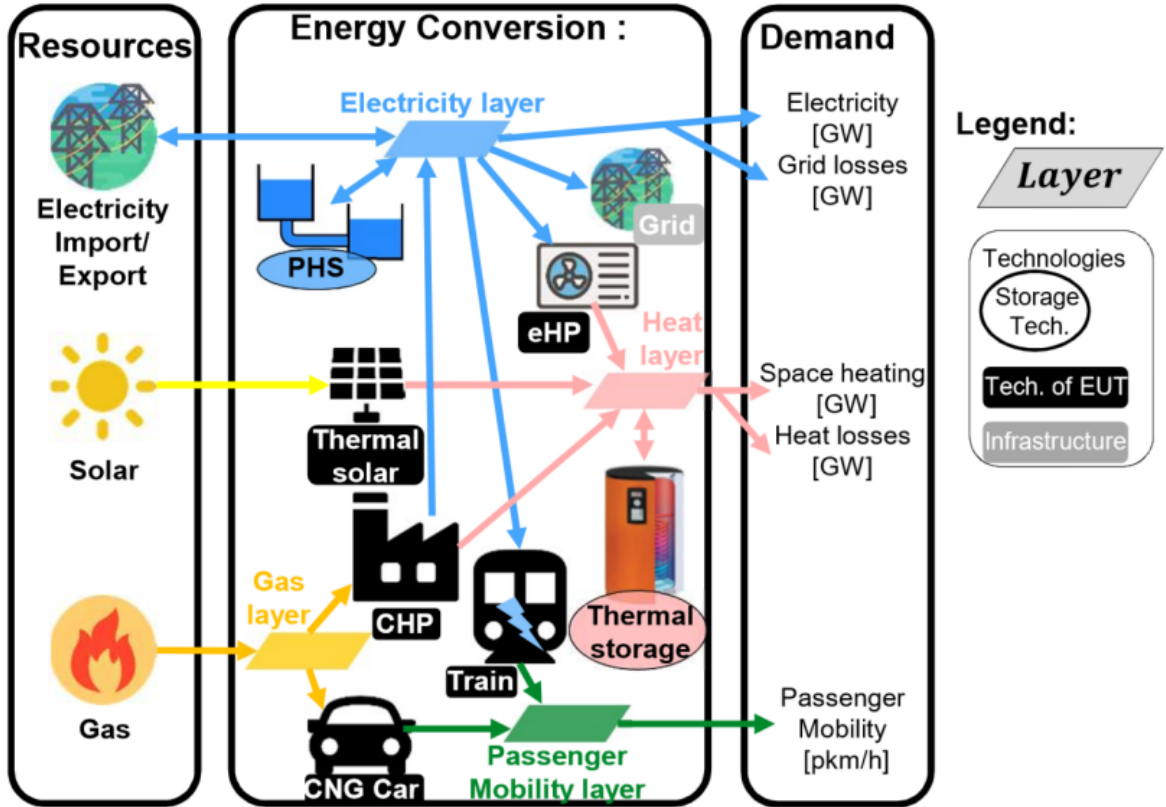 Resources
Electricity
Import/
Export
Solar
Gas
Energy Conversion :
Electricity layer
PHS
Grid
eHP
Heat
layer
Thermal
solar
Gas
layer
CHP
Thermal
storage
Train
CNG Car
Passenger
Mobility layer
Demand
Electricity
[GW]
Grid losses
[GW]
Space heating
[GW]
Heat losses
[GW]
Passenger
Mobility
[pkm/h]
Legend:
Layer
Technologies
Storage
Tech.
Tech. of EUT
Infrastructure